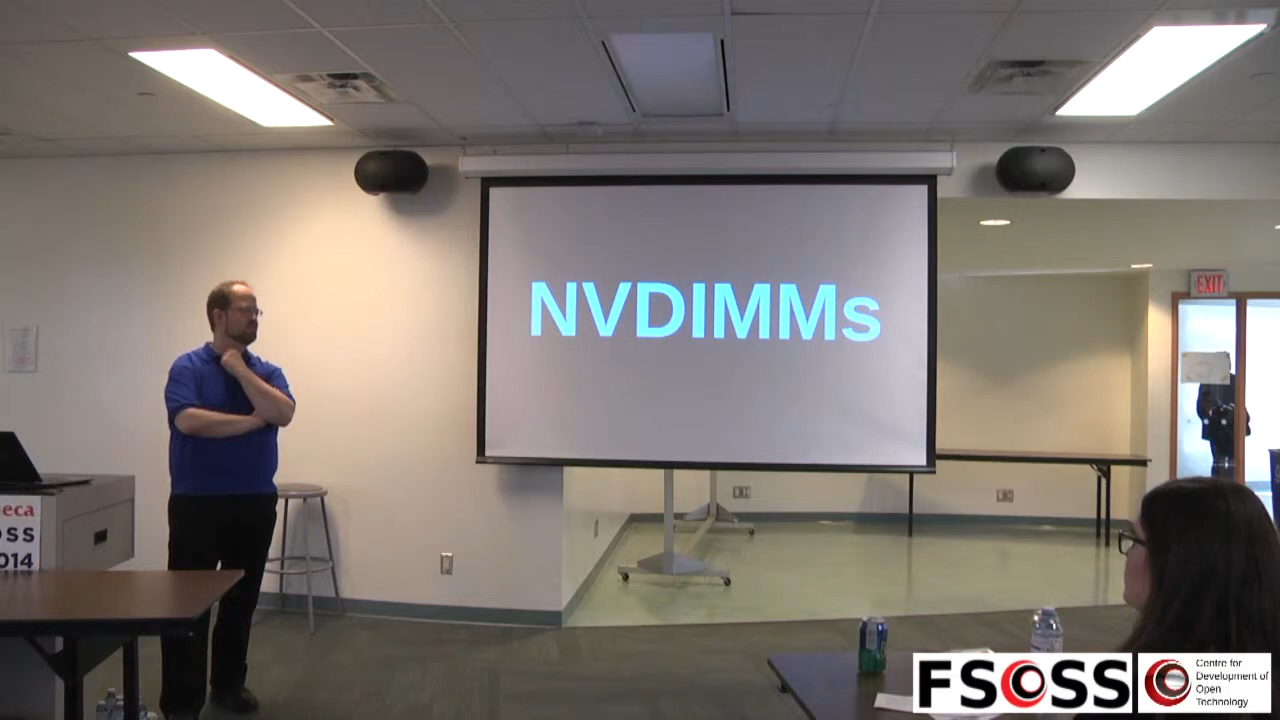 NVDIMMs
EXIT
eca
OSS
014
FSOSS
Centre for
Development of
Open
Technology